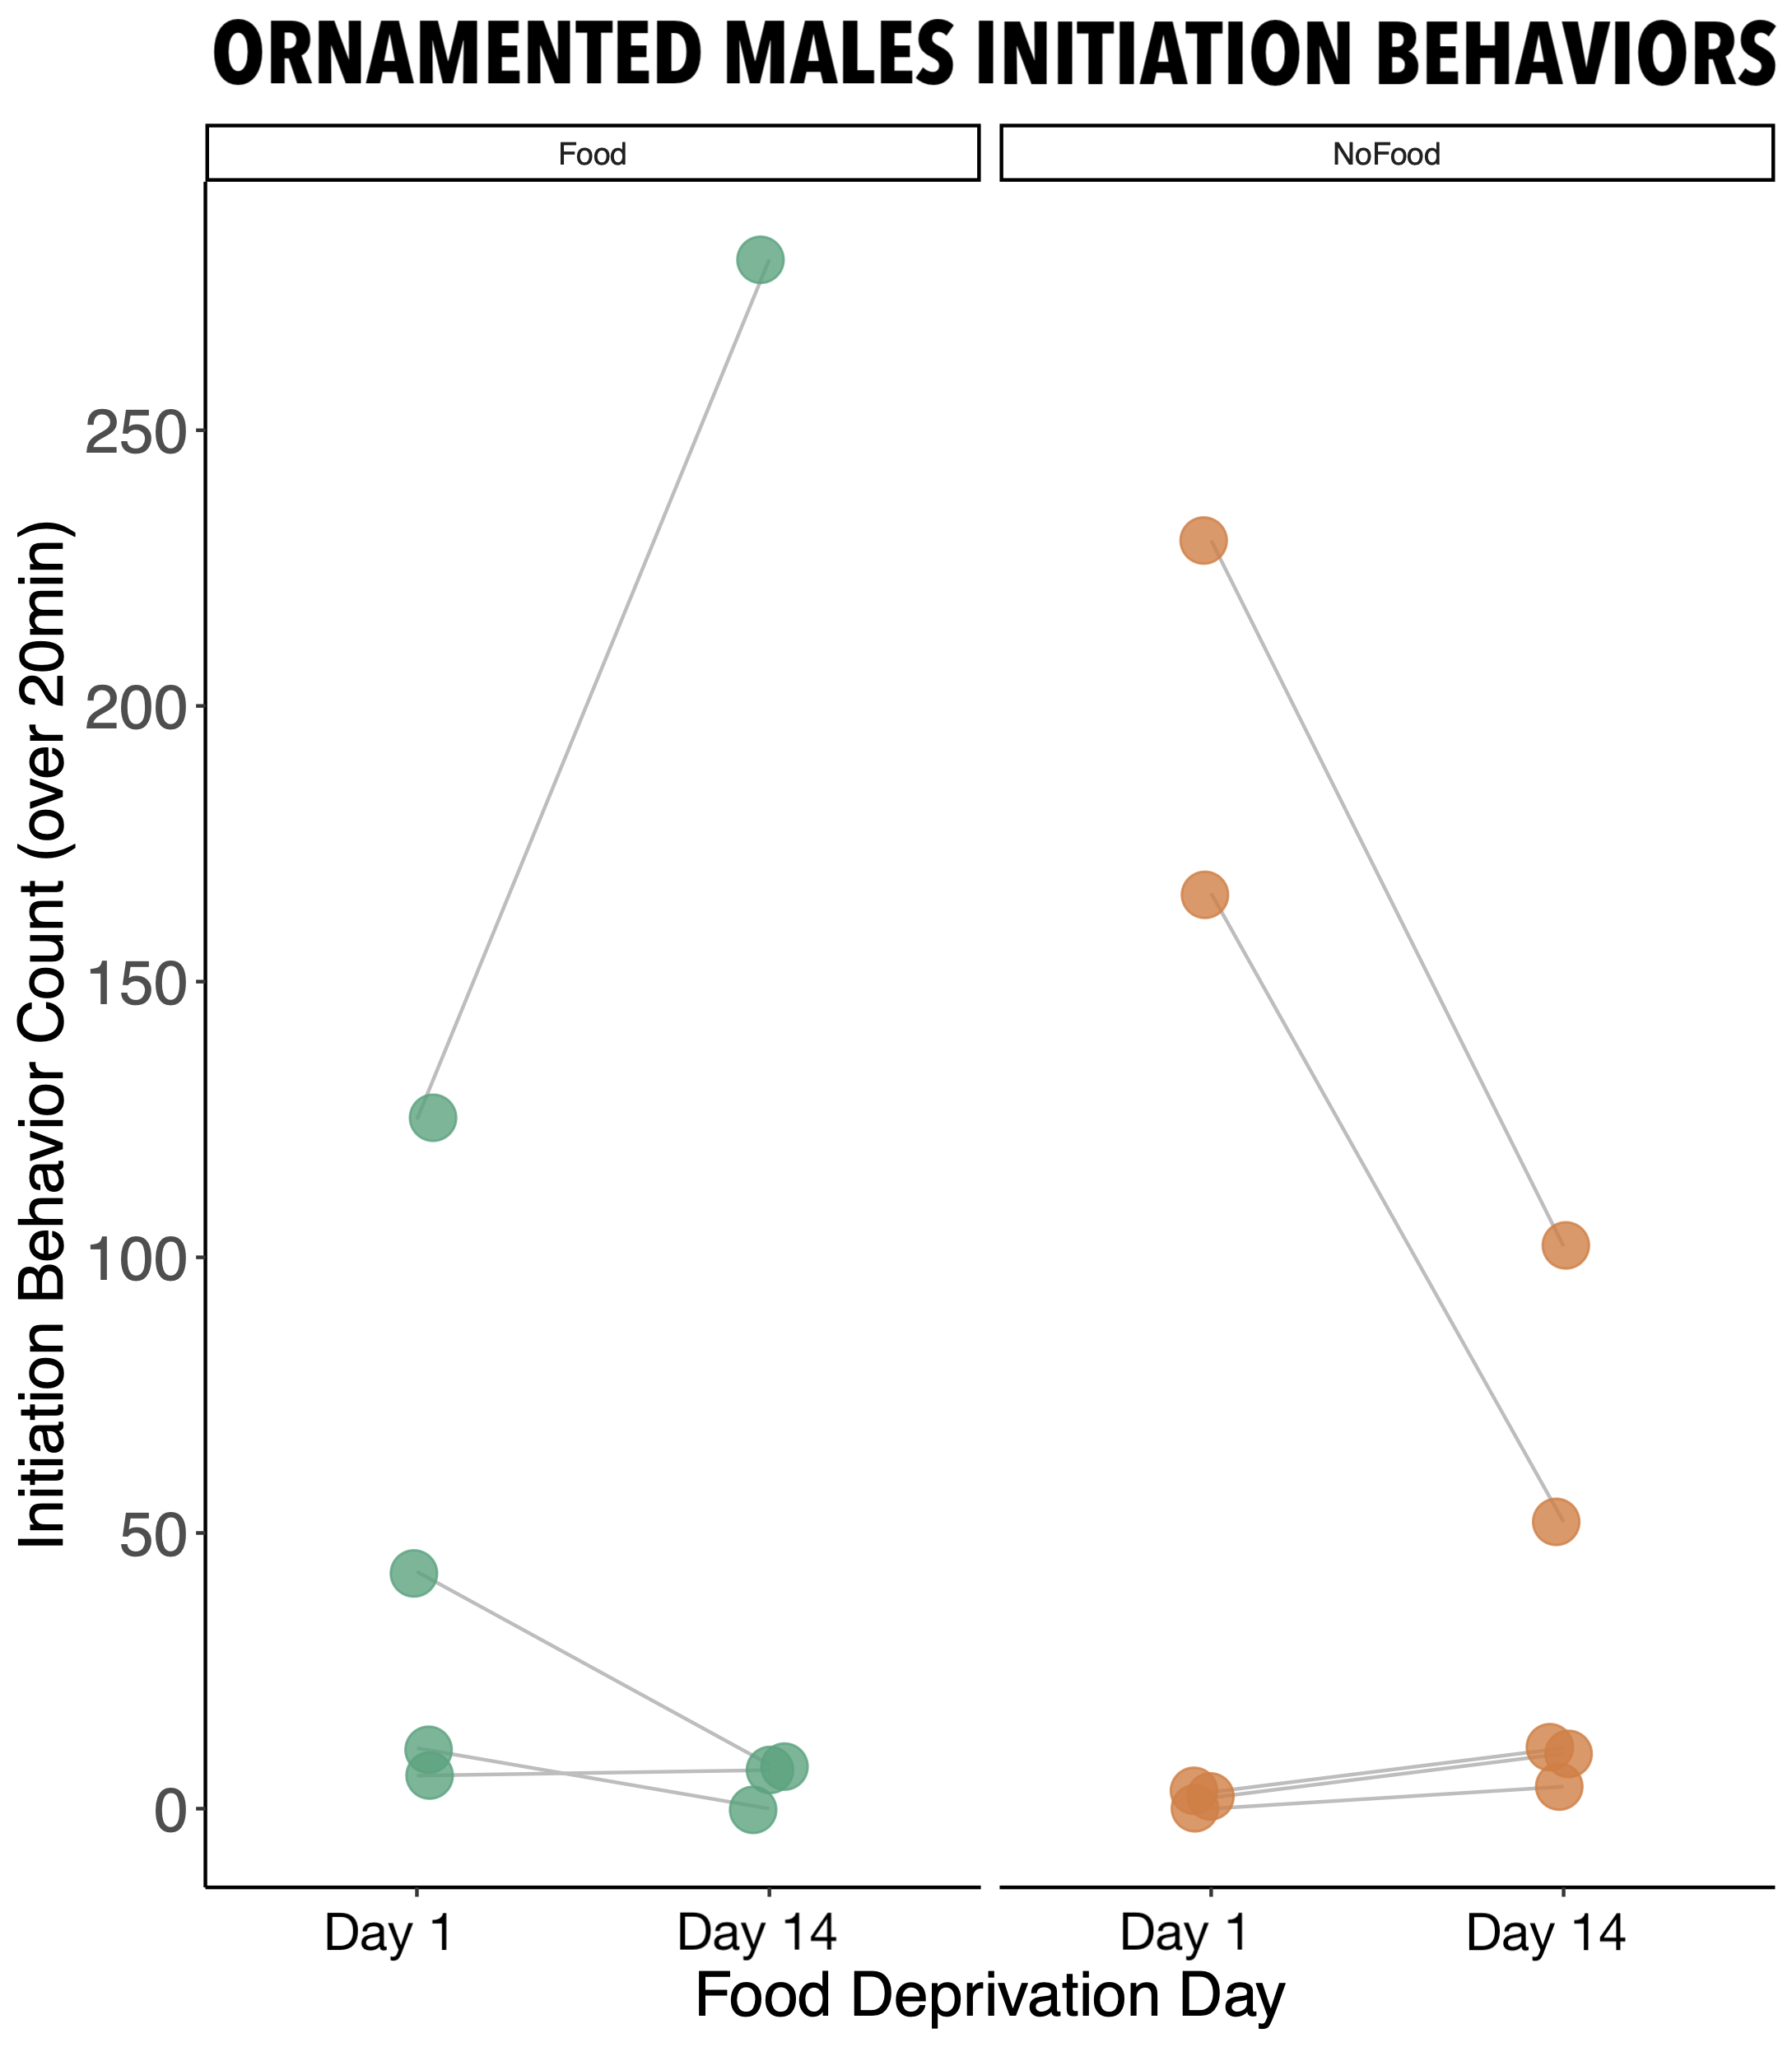 ORNAMENTED MALES INITIATION BEHAVIORS
Food
NoFood
Initiation Behavior Count (over 20min)
250
200
150
100
50
0
Day 1
Day 14
Day 1
Day 14
Food Deprivation Day